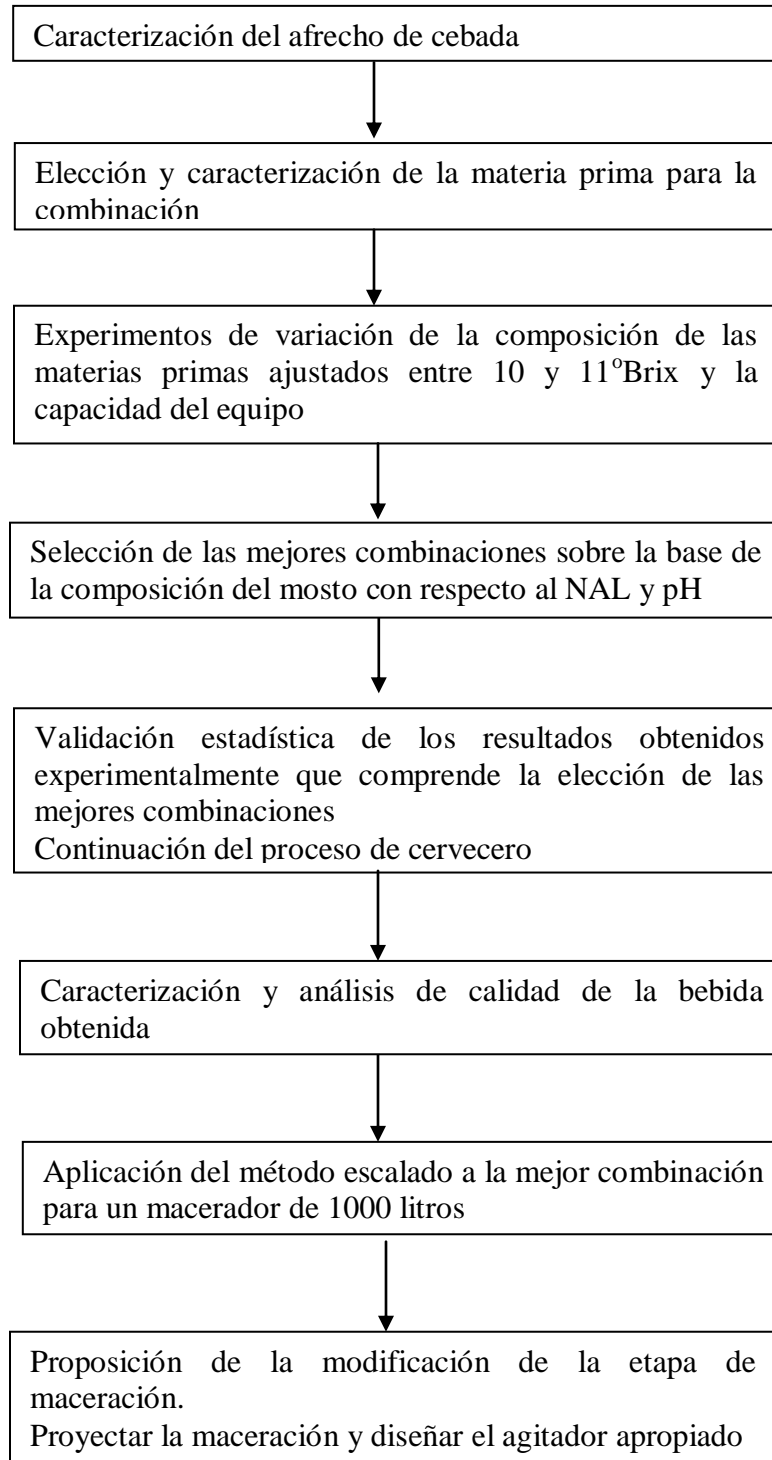 Caracterización del afrecho de cebada
Elección y caracterización de la materia prima para la
combinación
Experimentos de variación de la composición de las
materias primas ajustados entre 10 y 11°Brix y la
capacidad del equipo
Selección de las mejores combinaciones sobre la base de
la composición del mosto con respecto al NAL y pH
Validación estadística de los resultados obtenidos
experimentalmente que comprende la elección de las
mejores combinaciones
Continuación del proceso de cervecero
Caracterización y análisis de calidad de la bebida
obtenida
Aplicación del método escalado a la mejor combinación
para un macerador de 1000 litros
Proposición de la modificación de la etapa de
maceración.
Proyectar la maceración y diseñar el agitador apropiado